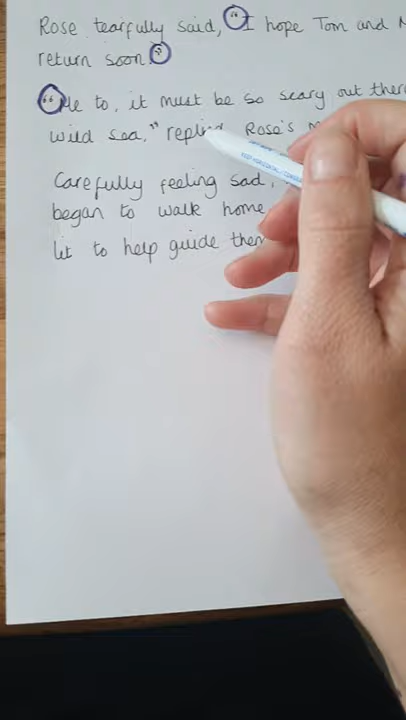 Rose tearfully said, "I hope Tom and
return soon"
"Me to, it must be so scary out there
wild sea," replied Rose's
Carefully feeling sad,
began to walk home
lit to help guide them